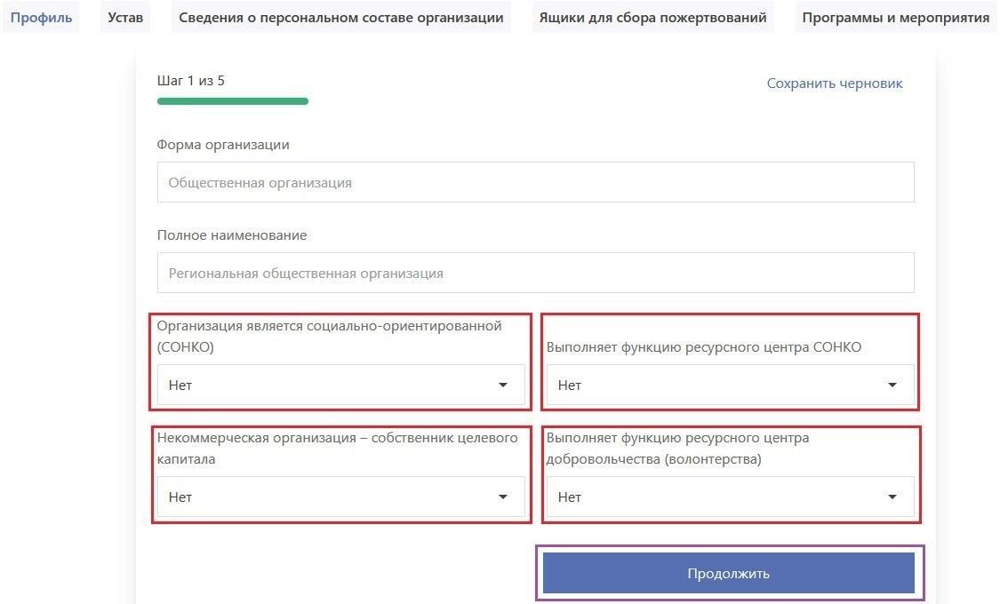 Профиль Устав Сведения о персональном составе организации Ящики для сбора пожертвований Программы и мероприятия
Шаг 1 из 5
Сохранить черновик
Форма организации
Общественная организация
Полное наименование
Региональная общественная организация
Организация является социально-ориентированной
(СОНКО)
Нет
Выполняет функцию ресурсного центра СОНКО
Нет
Некоммерческая организация – собственник целевого
капитала
Нет
Выполняет функцию ресурсного центра
добровольчества (волонтерства)
Нет
Продолжить